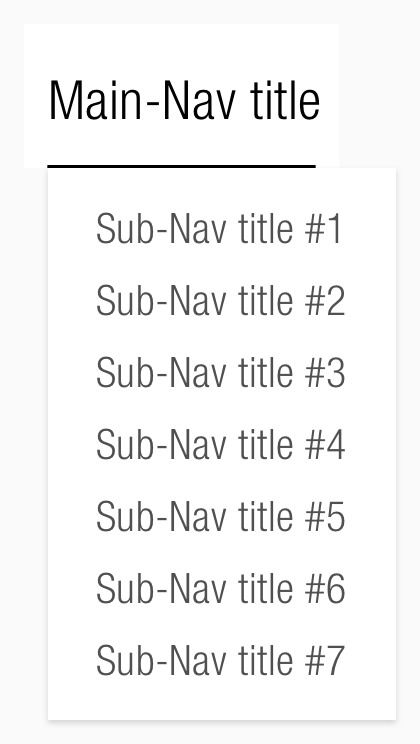 Main-Nav title
Sub-Nav title #1
Sub-Nav title #2
Sub-Nav title #3
Sub-Nav title #4
Sub-Nav title #5
Sub-Nav title #6
Sub-Nav title #7